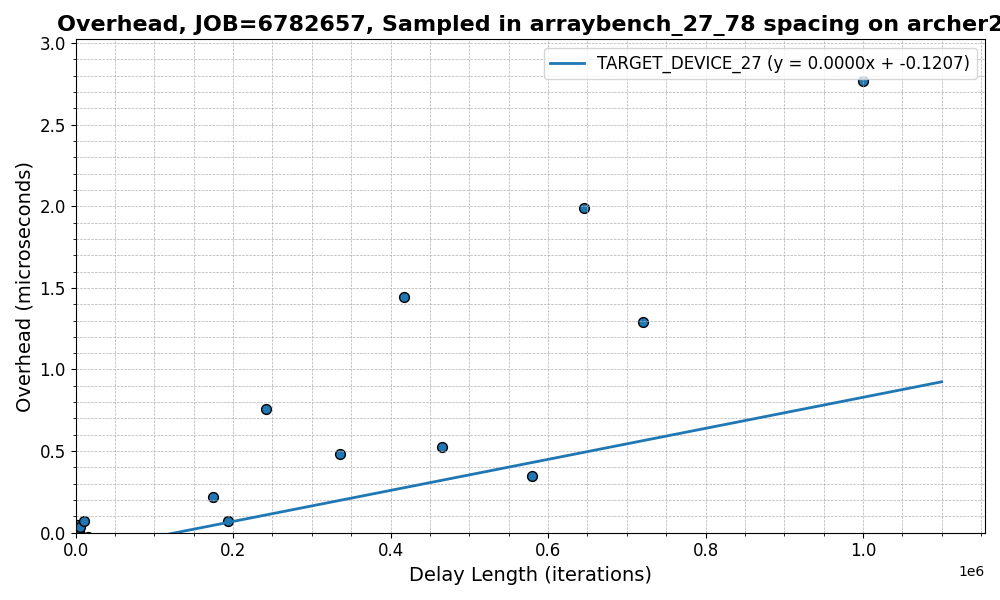 Overhead, JOB=6782657, Sampled in arraybench_27_78 spacing on archer2
TARGET_DEVICE_27 (y = 0.0000x + -0.1207)
Overhead (microseconds)
3.0
2.5
2.0
1.5
1.0
0.5
0.0
0.0 0.2 0.4 0.6 0.8 1.0
1e6
Delay Length (iterations)